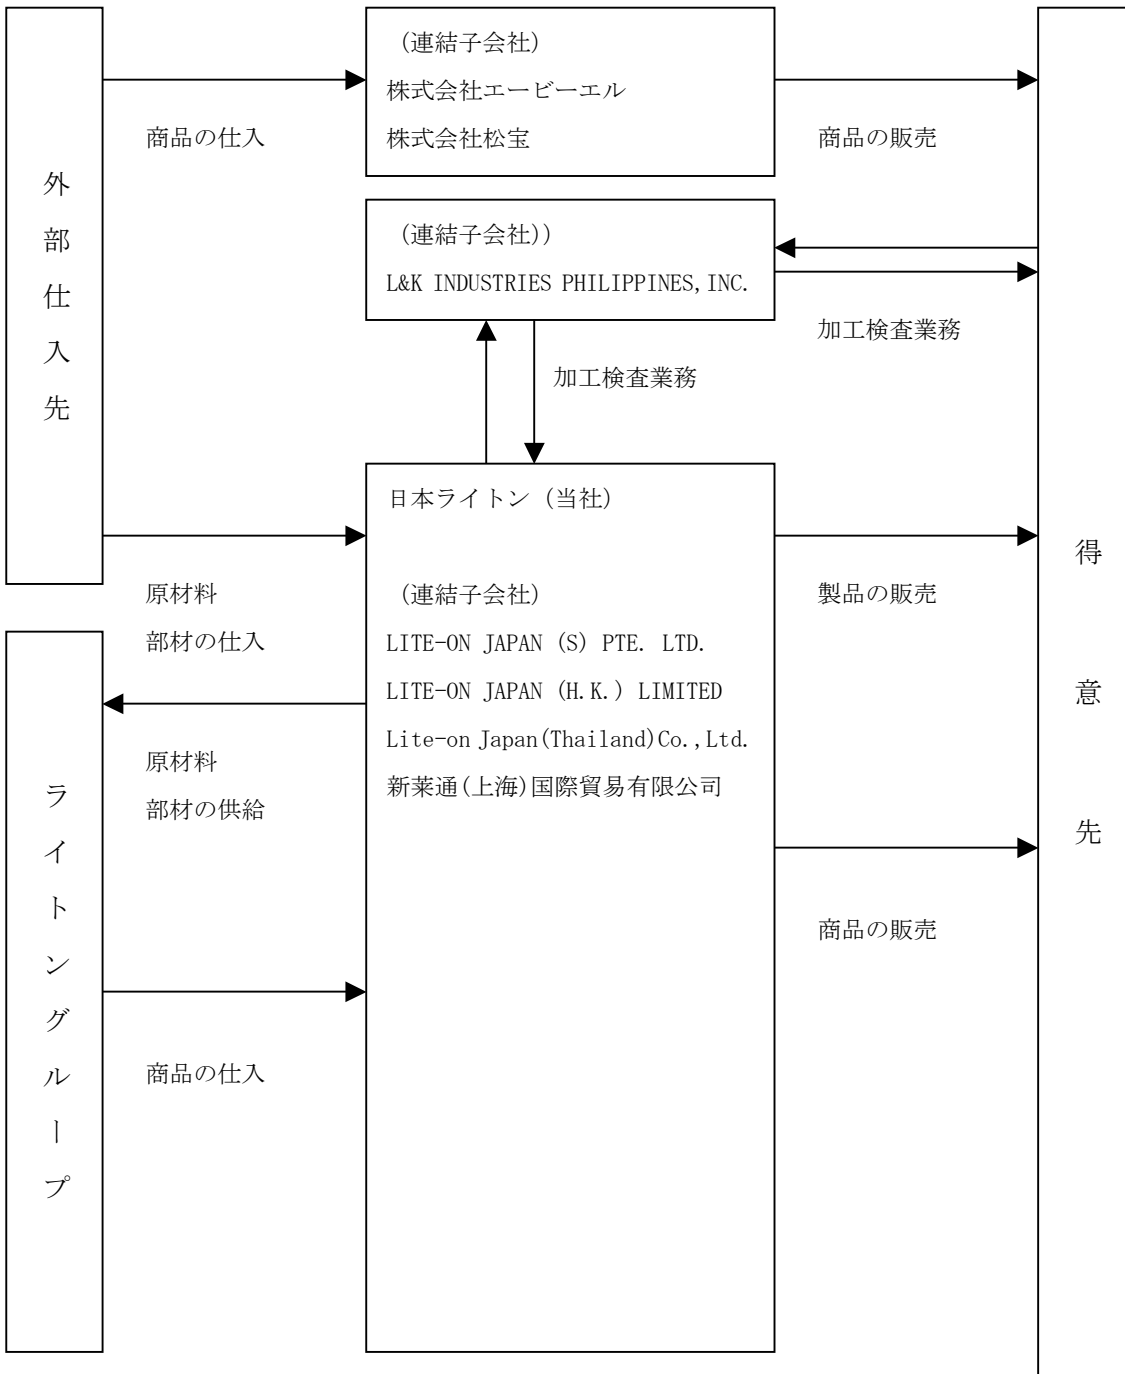 (連結子会社)
株式会社エービーエル
株式会社松宝
商品の仕入
商品の販売
外部仕入先
(連結子会社))
L&K INDUSTRIES PHILIPPINES,INC.
加工検査業務
加工検査業務
日本ライトン(当社)
(連結子会社)
LITE-ON JAPAN (S) PTE. LTD.
LITE-ON JAPAN (H.K.) LIMITED
Lite-on Japan(Thailand)Co.,Ltd.
新莱通(上海)国際貿易有限公司
原材料
部材の仕入
製品の販売
得意先
ライトングループ
原材料
部材の供給
商品の販売
商品の仕入